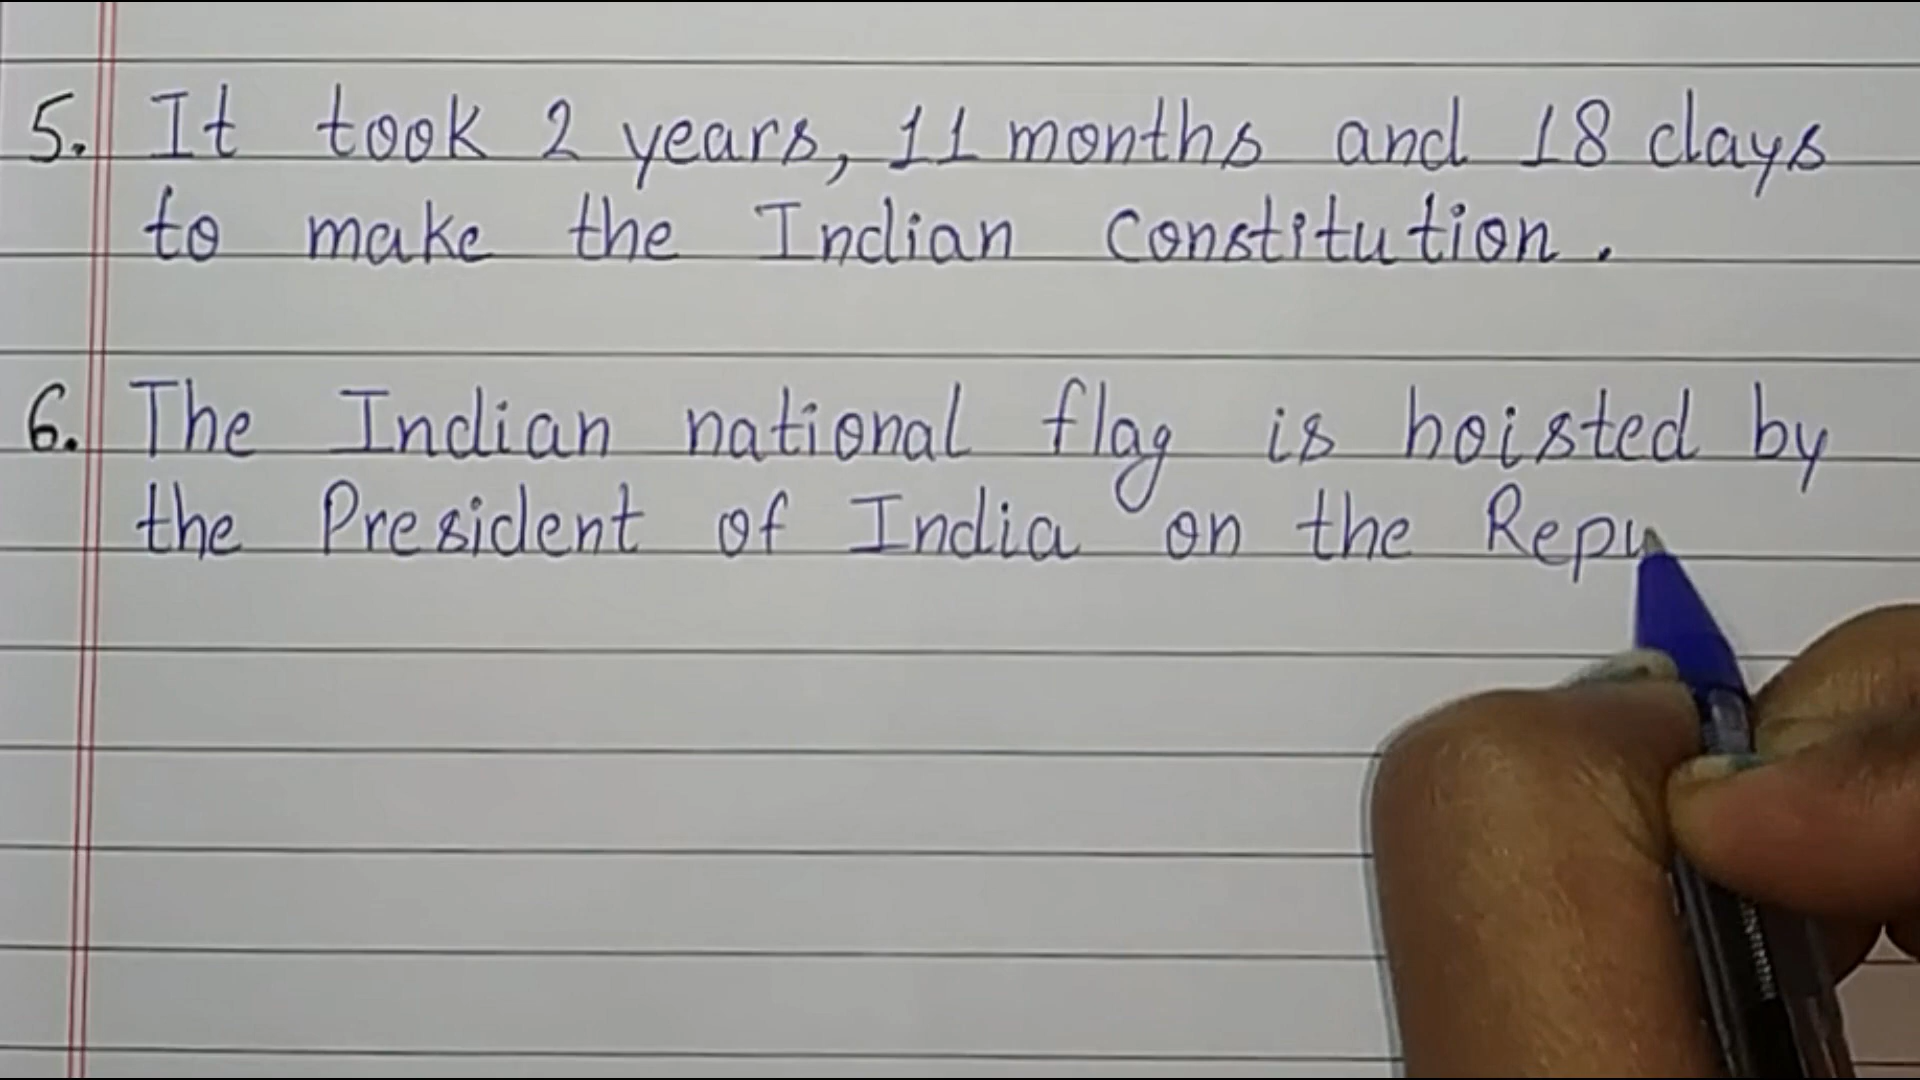 5. It took 2 years, 11 months and 18 days
to make the Indian Constitution.
6. The Indian national flag is hoisted by
the President of India on the Repu